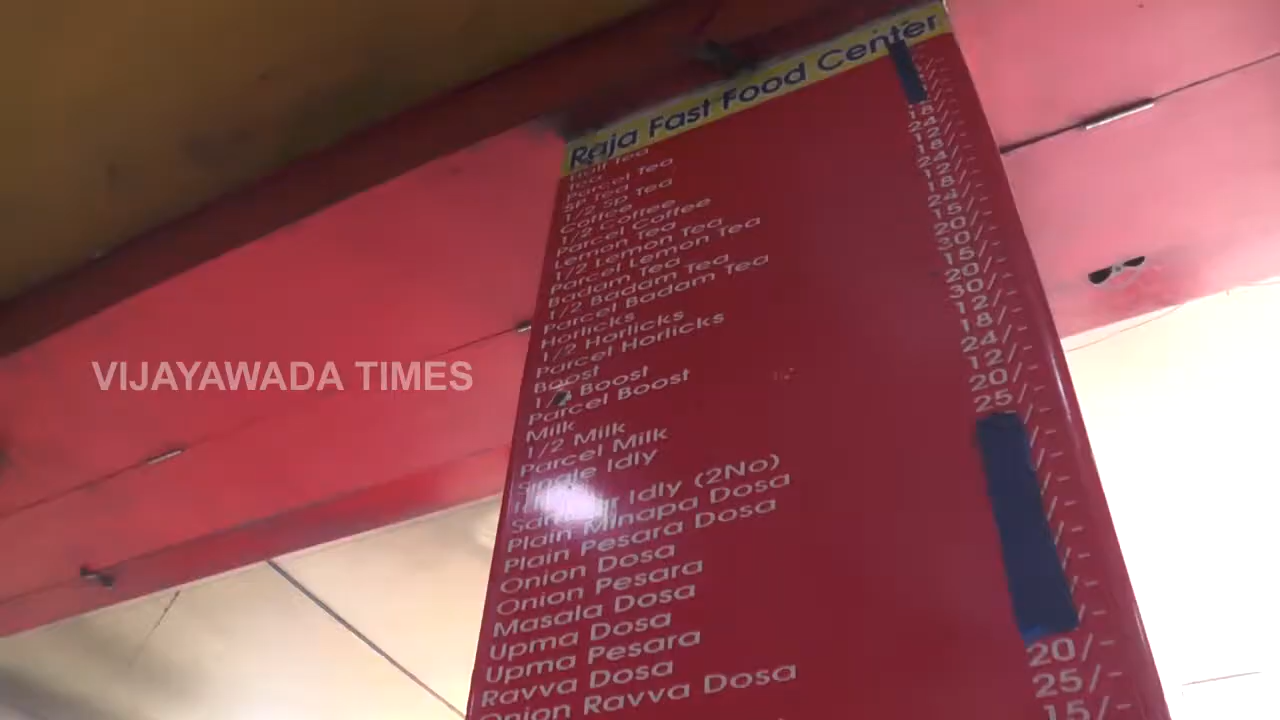 Raja Fast Food Center
Half Tea
Tea
Parcel Tea
SP Tea
1/2 Sp Tea
Coffee 18/-
1/2 Coffee 24/-
Parcel Coffee 12/-
Lemon Tea 18/-
1/2 Lemon Tea 24/-
Parcel Lemon Tea 12/-
Badam Tea 18/-
1/2 Badam Tea 24/-
Parcel Badam Tea 15/-
Horlicks 20/-
1/2 Horlicks 30/-
Parcel Horlicks 15/-
Boost 20/-
1/2 Boost 30/-
Parcel Boost 12/-
Milk 18/-
1/2 Milk 24/-
Parcel Milk 12/-
Single Idly 20/-
Idly (2No) 25/-
Plain Minapa Dosa
Plain Pesara Dosa
Onion Dosa
Onion Pesara
Masala Dosa
Upma Dosa
Upma Pesara
Ravva Dosa 20/-
Onion Ravva Dosa 25/-
15/-
VIJAYAWADA TIMES